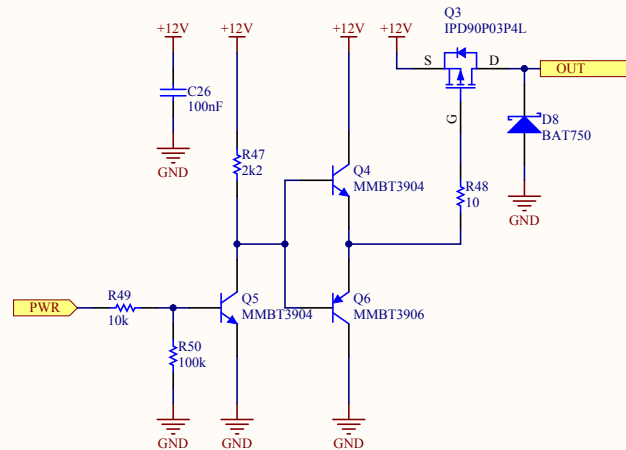 Q3
IPD90P03P4L
+12V +12V +12V +12V
S D OUT
C26
100nF
G
D8
BAT750
GND
R47
2k2
Q4
MMBT3904
R48
10
GND
R49
10k
PWR
Q5
MMBT3904
Q6
MMBT3906
R50
100k
GND GND GND